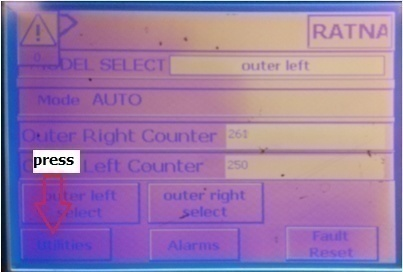 RATNA
MODEL SELECT outer left
Mode AUTO
Outer Right Counter 261
press
Left Counter 250
outer left select
outer right select
Utilities Alarms Fault Reset